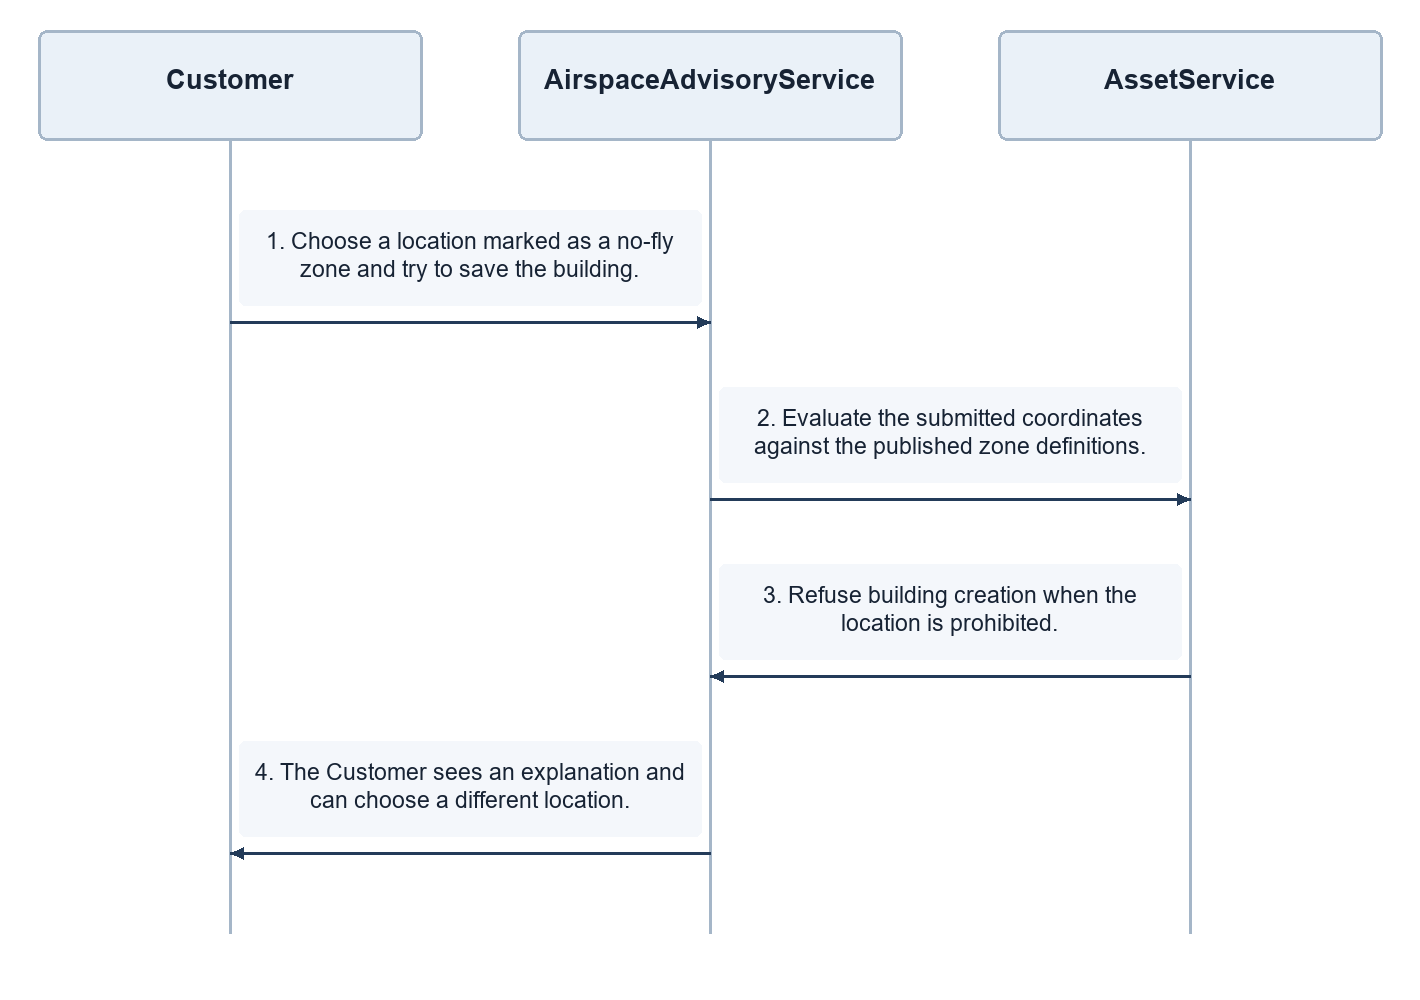 Customer
AirspaceAdvisoryService
AssetService
1. Choose a location marked as a no-fly
zone and try to save the building.
2. Evaluate the submitted coordinates
against the published zone definitions.
3. Refuse building creation when the
location is prohibited.
4. The Customer sees an explanation and
can choose a different location.